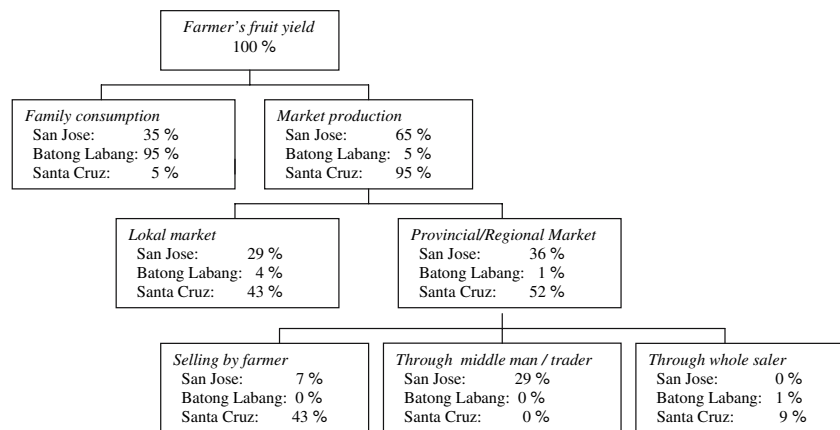 Farmer's fruit yield
100 %
Family consumption
San Jose: 35 %
Batong Labang: 95 %
Santa Cruz: 5 %
Market production
San Jose: 65 %
Batong Labang: 5 %
Santa Cruz: 95 %
Lokal market
San Jose: 29 %
Batong Labang: 4 %
Santa Cruz: 43 %
Provincial/Regional Market
San Jose: 36 %
Batong Labang: 1 %
Santa Cruz: 52 %
Selling by farmer
San Jose: 7 %
Batong Labang: 0 %
Santa Cruz: 43 %
Through middle man / trader
San Jose: 29 %
Batong Labang: 0 %
Santa Cruz: 0 %
Through whole saler
San Jose: 0 %
Batong Labang: 1 %
Santa Cruz: 9 %